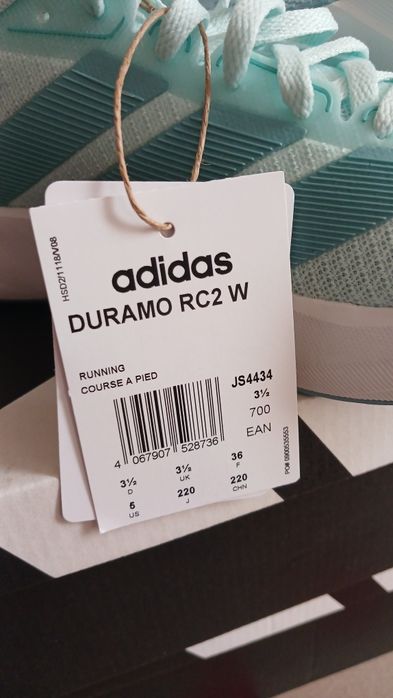 HSD2/1118/V08
adidas
DURAMO RC2 W
RUNNING
COURSE A PIED
JS4434
3½
700
EAN
4 067907 528736
3½ 3½ 36
D UK F
5 220 220
US J CHN
PO# 0900535553